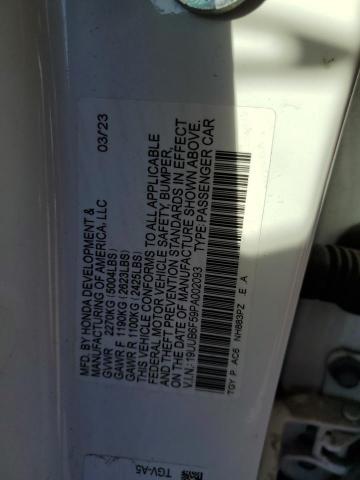 MFD. BY HONDA DEVELOPMENT & 03/23
MANUFACTURING OF AMERICA, LLC
GVWR 2270KG(5004LBS)
GAWR F 1190KG(2623LBS)
GAWR R 1100KG(2425LBS)
THIS VEHICLE CONFORMS TO ALL APPLICABLE
FEDERAL MOTOR VEHICLE SAFETY, BUMPER,
AND THEFT PREVENTION STANDARDS IN EFFECT
ON THE DATE OF MANUFACTURE SHOWN ABOVE.
V.I.N.: 19UUB6F59PA002093 TYPE:PASSENGER CAR
TGY P AC6 NH883PZ E A
TGV-A5